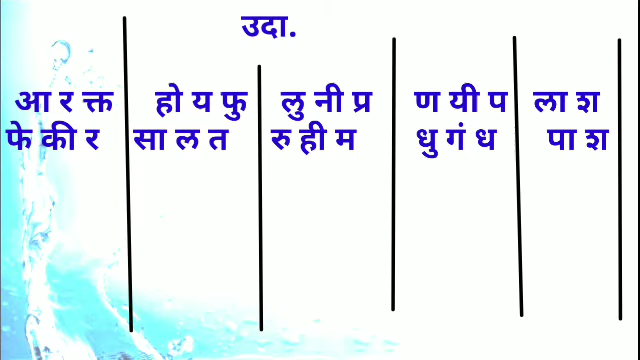 उदा.
आ र क्त हो य फु लु नी प्र ण यी प ला श
फे की र सा ल त रु ही म धु गं ध पा श